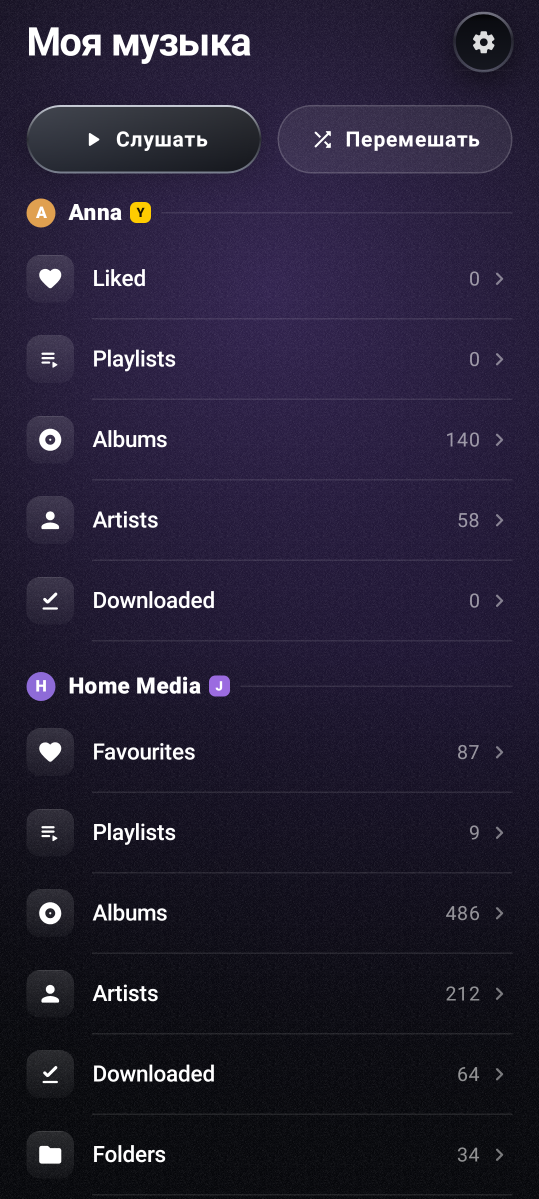 Моя музыка
Слушать
Перемешать
A Anna Y
Liked 0
Playlists 0
Albums 140
Artists 58
Downloaded 0
H Home Media J
Favourites 87
Playlists 9
Albums 486
Artists 212
Downloaded 64
Folders 34